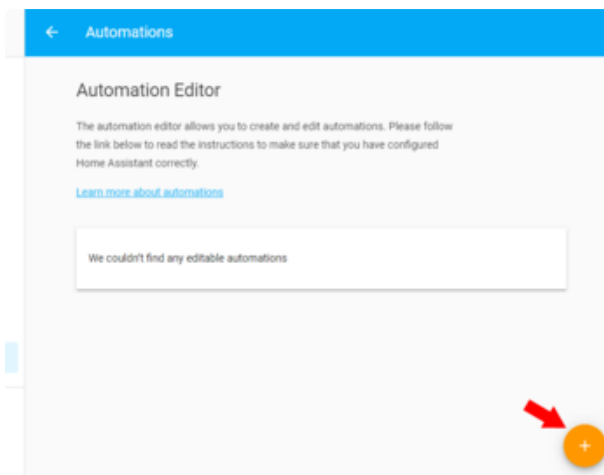 Automations
Automation Editor
The automation editor allows you to create and edit automations. Please follow
the link below to read the instructions to make sure that you have configured
Home Assistant correctly.
Learn more about automations
We couldn't find any editable automations
+